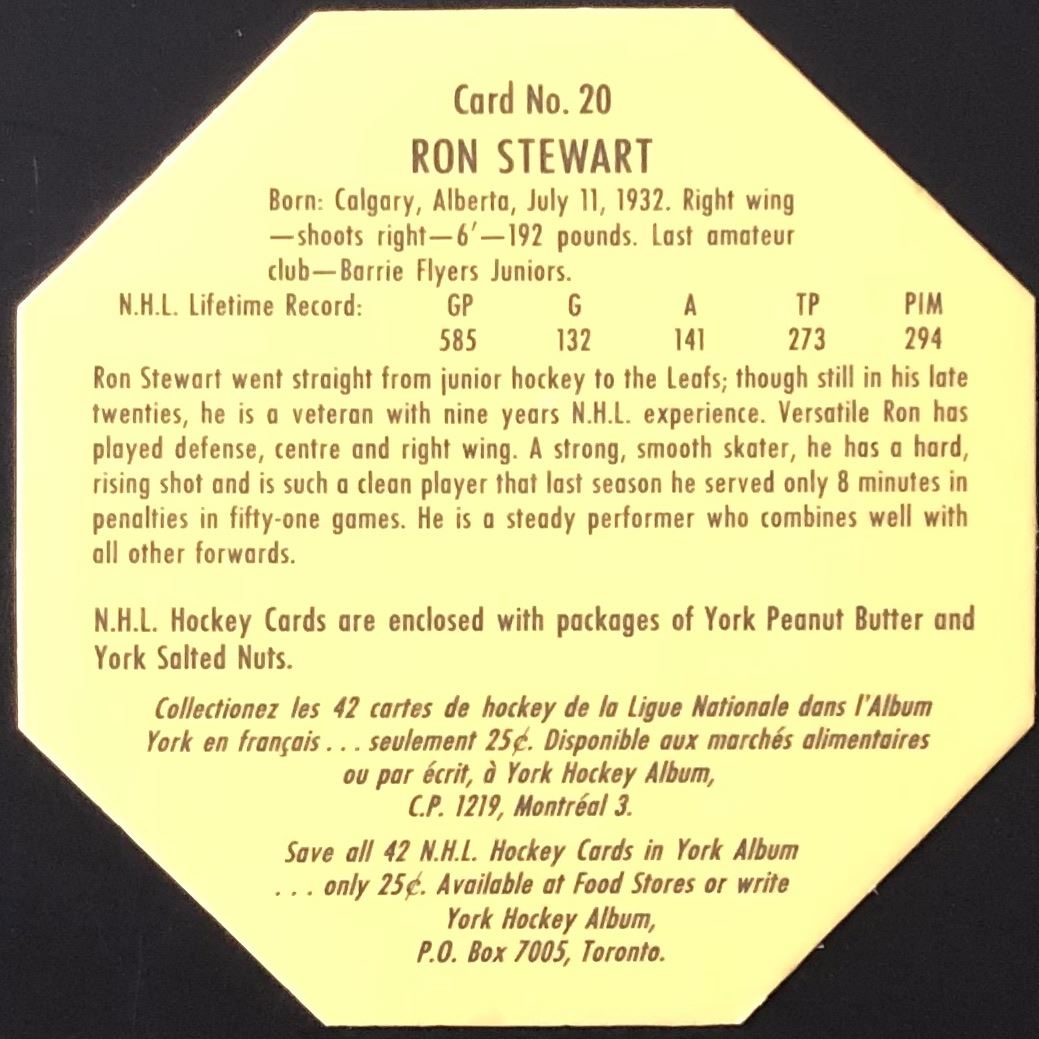 Card No. 20
RON STEWART
Born: Calgary, Alberta, July 11, 1932. Right wing
—shoots right—6′—192 pounds. Last amateur
club—Barrie Flyers Juniors.
N.H.L. Lifetime Record: GP G A TP PIM
585 132 141 273 294
Ron Stewart went straight from junior hockey to the Leafs; though still in his late
twenties, he is a veteran with nine years N.H.L. experience. Versatile Ron has
played defense, centre and right wing. A strong, smooth skater, he has a hard,
rising shot and is such a clean player that last season he served only 8 minutes in
penalties in fifty-one games. He is a steady performer who combines well with
all other forwards.
N.H.L. Hockey Cards are enclosed with packages of York Peanut Butter and
York Salted Nuts.
Collectionez les 42 cartes de hockey de la Ligue Nationale dans l'Album
York en français . . . seulement 25¢. Disponible aux marchés alimentaires
ou par écrit, à York Hockey Album,
C.P. 1219, Montréal 3.
Save all 42 N.H.L. Hockey Cards in York Album
. . . only 25¢. Available at Food Stores or write
York Hockey Album,
P.O. Box 7005, Toronto.